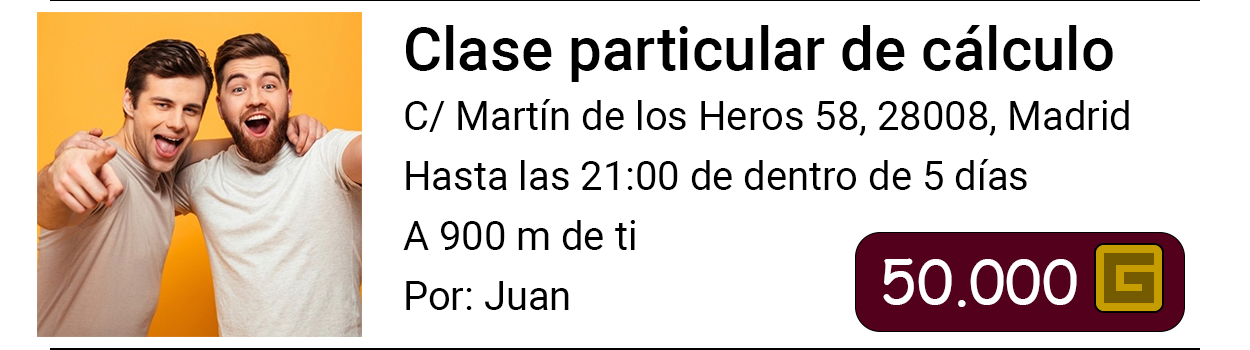 Clase particular de cálculo
C/ Martín de los Heros 58, 28008, Madrid
Hasta las 21:00 de dentro de 5 días
A 900 m de ti
Por: Juan
50.000 G